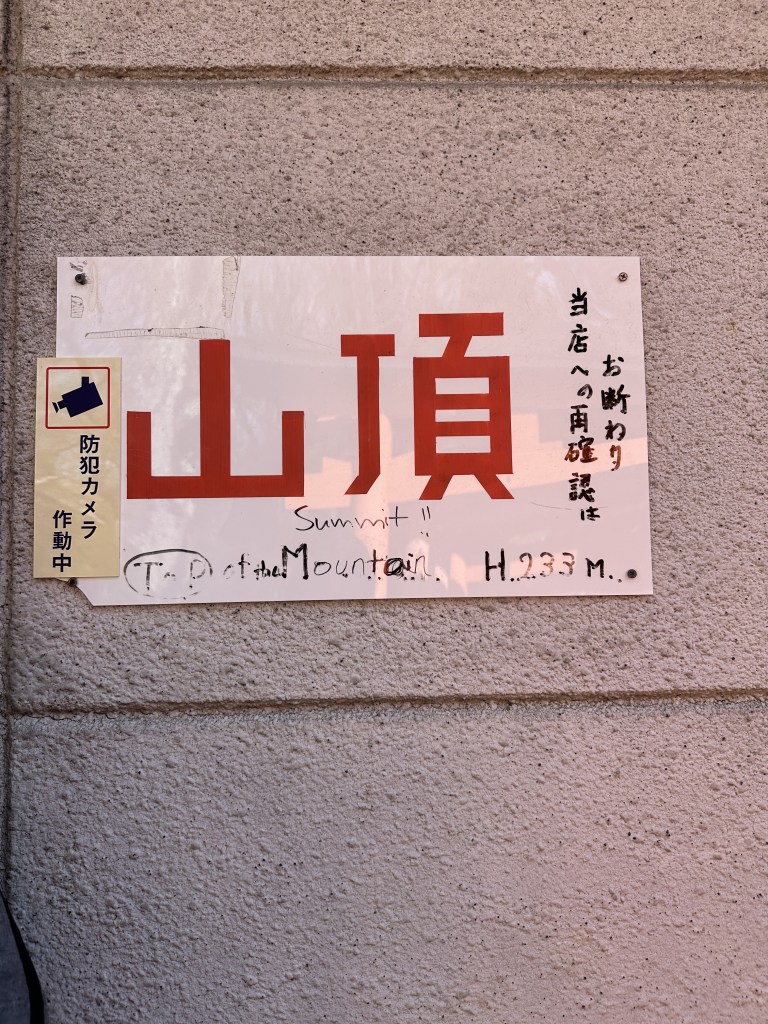 山頂
当店への再確認は
お断わり
Summit!!
Top of the Mountain H.233M.
防犯カメラ
作動中